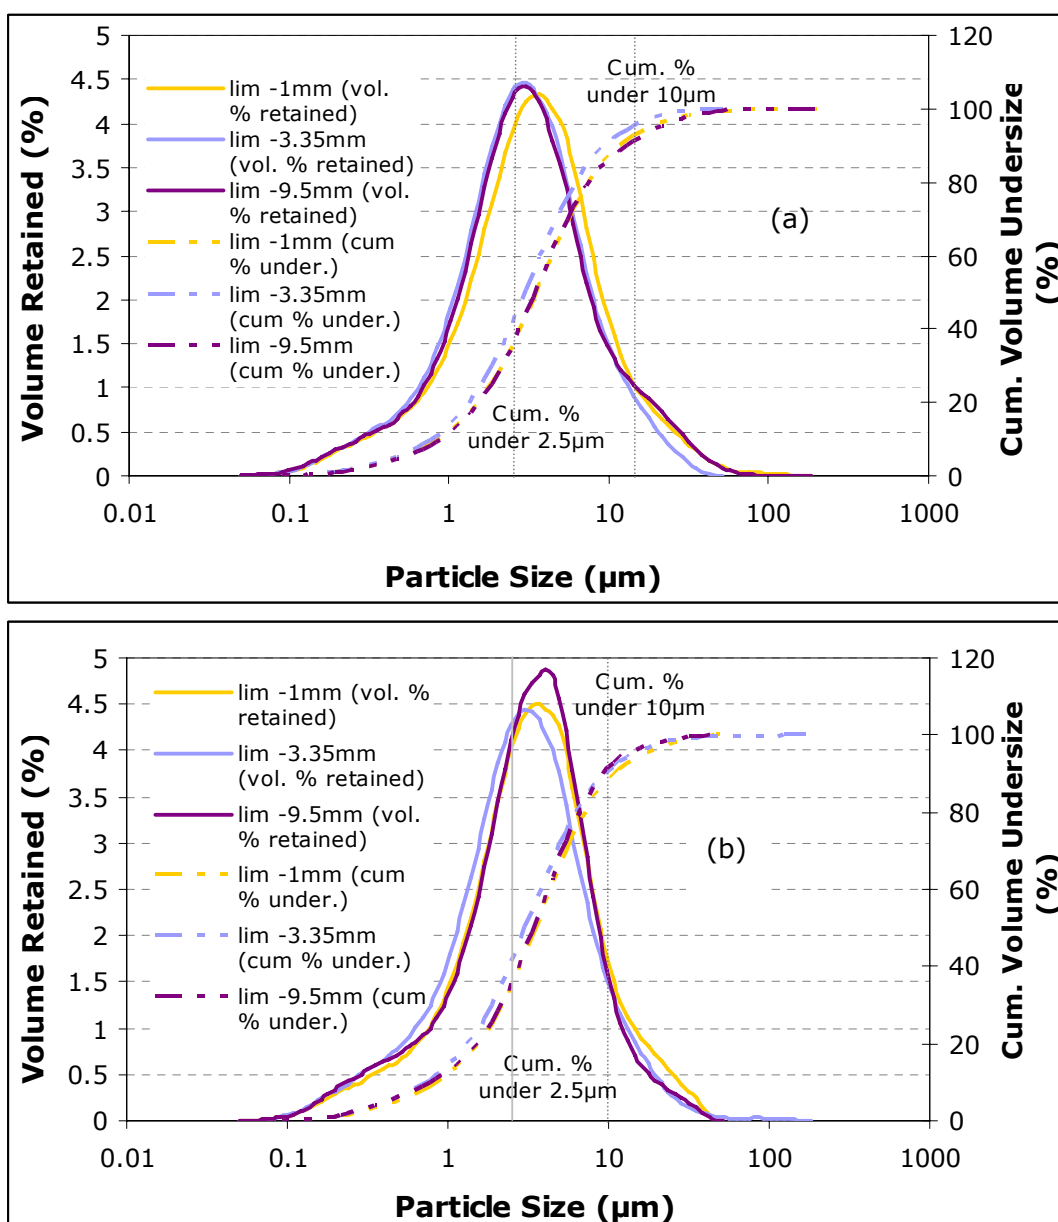 5
4.5
4
3.5
3
2.5
2
1.5
1
0.5
0
Volume Retained (%)
lim -1mm (vol.
% retained)
lim -3.35mm
(vol. % retained)
lim -9.5mm (vol.
% retained)
lim -1mm (cum
% under.)
lim -3.35mm
(cum % under.)
lim -9.5mm
(cum % under.)
Cum. %
under 10µm
(a)
Cum. %
under 2.5µm
120
100
80
60
40
20
0
Cum. Volume Undersize
(%)
0.01 0.1 1 10 100 1000
Particle Size (µm)
5
4.5
4
3.5
3
2.5
2
1.5
1
0.5
0
Volume Retained (%)
lim -1mm (vol. %
retained)
lim -3.35mm
(vol. % retained)
lim -9.5mm (vol.
% retained)
lim -1mm (cum
% under.)
lim -3.35mm
(cum % under.)
lim -9.5mm (cum
% under.)
Cum. %
under 10µm
(b)
Cum. %
under 2.5µm
120
100
80
60
40
20
0
Cum. Volume Undersize
(%)
0.01 0.1 1 10 100 1000
Particle Size (µm)